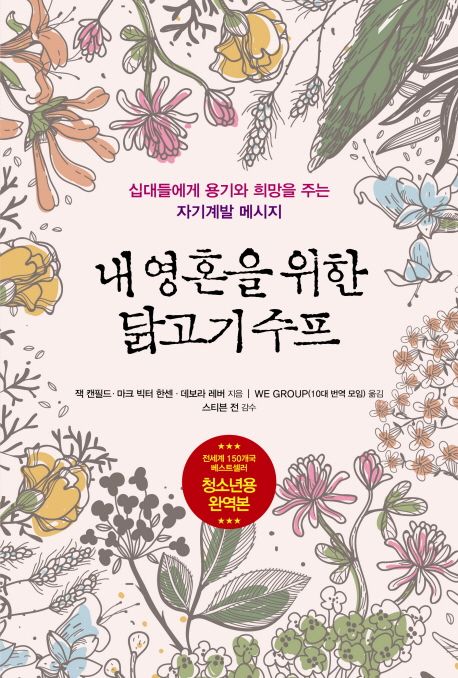 십대들에게 용기와 희망을 주는
자기계발 메시지
내 영혼을 위한
닭고기 수프
잭 캔필드 · 마크 빅터 한센 · 데보라 레버 지음 | WE GROUP(10대 번역 모임) 옮김
스티븐 전 감수
★★★
전세계 150개국
베스트셀러
청소년용
완역본
★★★